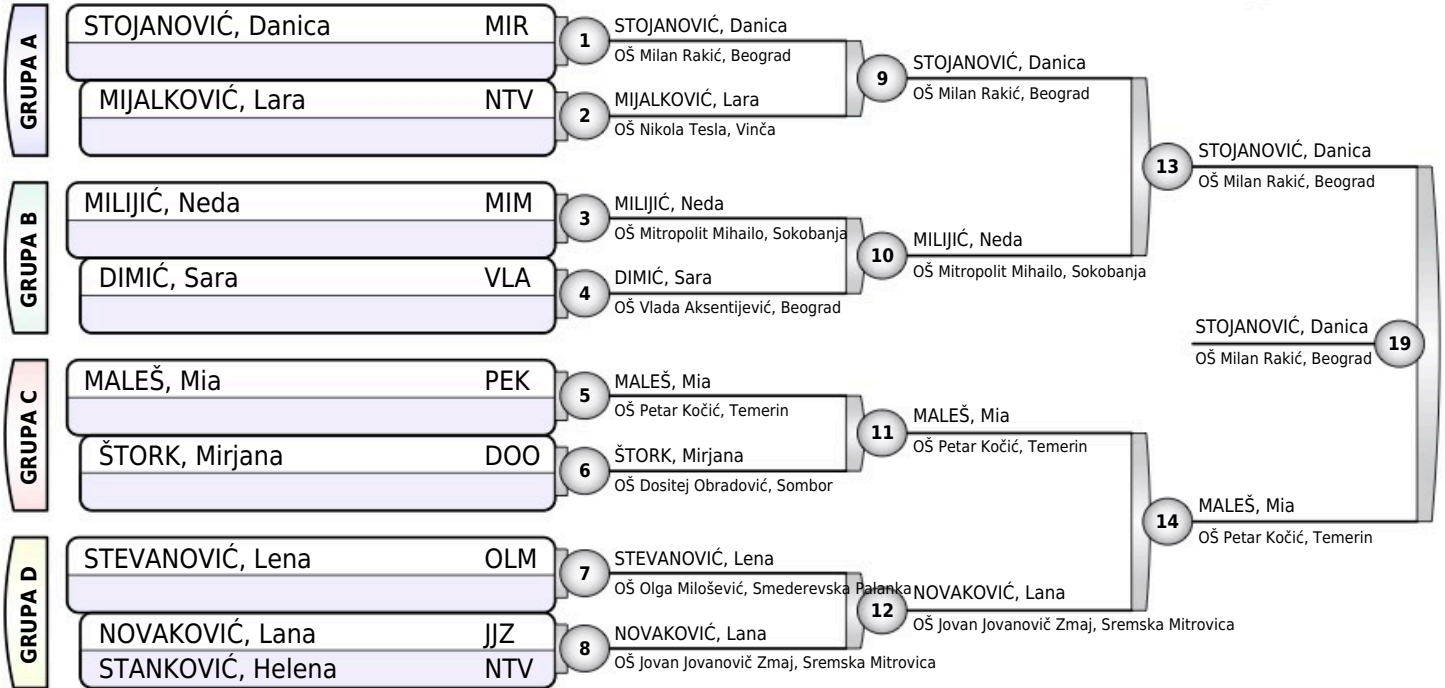 GRUPA A
STOJANOVIĆ, Danica MIR
MIJALKOVIĆ, Lara NTV
GRUPA B
MILIJIĆ, Neda MIM
DIMIĆ, Sara VLA
GRUPA C
MALEŠ, Mia PEK
ŠTORK, Mirjana DOO
GRUPA D
STEVANOVIĆ, Lena OLM
NOVAKOVIĆ, Lana JJZ
STANKOVIĆ, Helena NTV
1
STOJANOVIĆ, Danica
OŠ Milan Rakić, Beograd
2
MIJALKOVIĆ, Lara
OŠ Nikola Tesla, Vinča
3
MILIJIĆ, Neda
OŠ Mitropolit Mihailo, Sokobanja
4
DIMIĆ, Sara
OŠ Vlada Aksentijević, Beograd
5
MALEŠ, Mia
OŠ Petar Kočić, Temerin
6
ŠTORK, Mirjana
OŠ Dositej Obradović, Sombor
7
STEVANOVIĆ, Lena
OŠ Olga Milošević, Smederevska Palanka
8
NOVAKOVIĆ, Lana
OŠ Jovan Jovanovič Zmaj, Sremska Mitrovica
9
STOJANOVIĆ, Danica
OŠ Milan Rakić, Beograd
10
MILIJIĆ, Neda
OŠ Mitropolit Mihailo, Sokobanja
11
MALEŠ, Mia
OŠ Petar Kočić, Temerin
12
NOVAKOVIĆ, Lana
OŠ Jovan Jovanovič Zmaj, Sremska Mitrovica
13
STOJANOVIĆ, Danica
OŠ Milan Rakić, Beograd
14
MALEŠ, Mia
OŠ Petar Kočić, Temerin
STOJANOVIĆ, Danica
OŠ Milan Rakić, Beograd
19